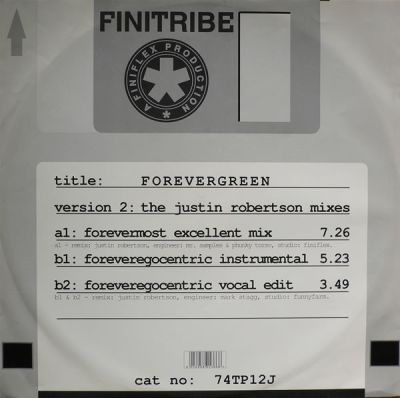 FINITRIBE
A FINIFLEX PRODUCTION
title: FOREVERGREEN
version 2: the justin robertson mixes
a1: forevermost excellent mix 7.26
a1 - remix: justin robertson, engineer: mr. samples & phunky torso, studio: finiflex.
b1: foreveregocentric instrumental 5.23
b2: foreveregocentric vocal edit 3.49
b1 & b2 - remix: justin robertson, engineer: mark stagg, studio: funnyfarm.
cat no: 74TP12J